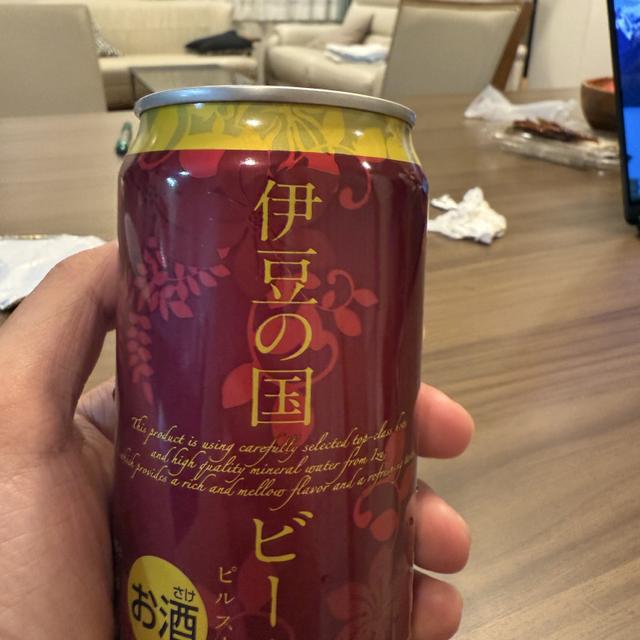 伊豆の国
ビー
This product is using carefully selected top-class
and high quality mineral water from Izu,
which provides a rich and mellow flavor and a
ピルス
さけ
お酒